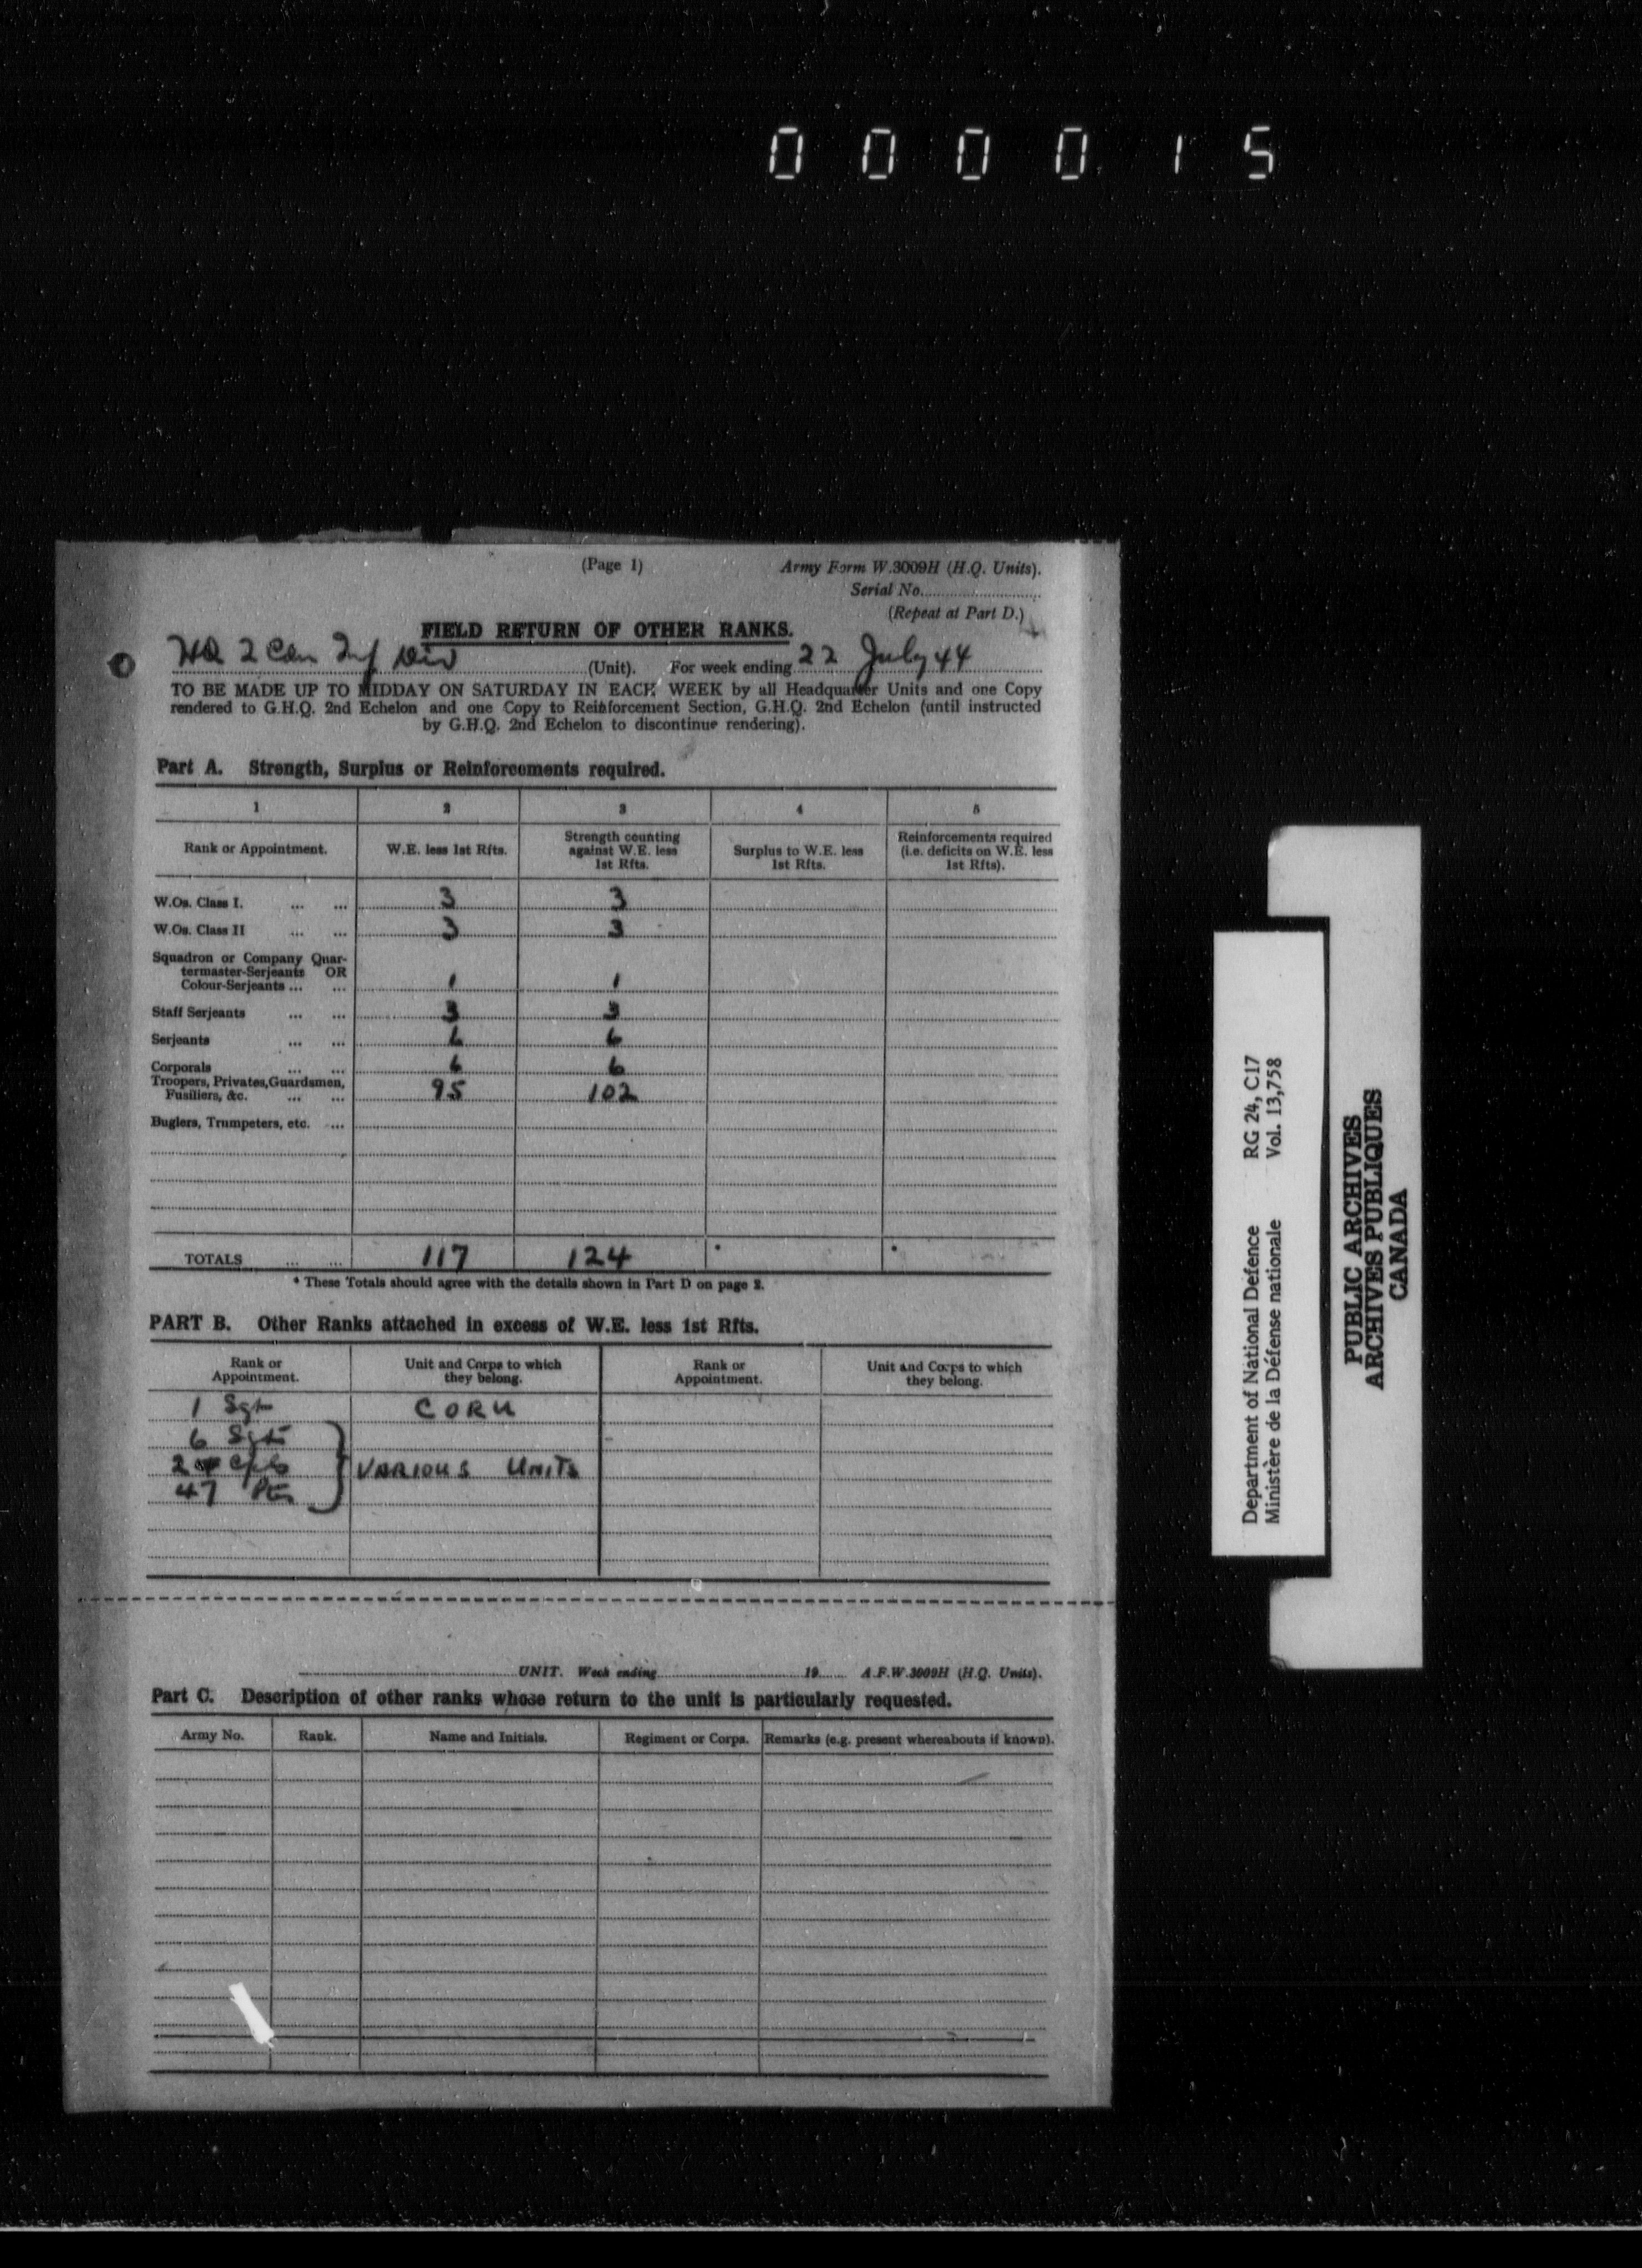 0 0 0 0 1 5
(Page 1)
Army Form W.3009H (H.Q. Units).
Serial No.
(Repeat at Part D.)
FIELD RETURN OF OTHER RANKS.
HQ 2 Cdn Inf Div (Unit). For week ending 22 July 44
TO BE MADE UP TO MIDDAY ON SATURDAY IN EACH WEEK by all Headquarter Units and one Copy
rendered to G.H.Q. 2nd Echelon and one Copy to Reinforcement Section, G.H.Q. 2nd Echelon (until instructed
by G.H.Q. 2nd Echelon to discontinue rendering).
Part A. Strength, Surplus or Reinforcements required.
1 2 3 4 5
Rank or Appointment. W.E. less 1st Rfts. Strength counting against W.E. less 1st Rfts. Surplus to W.E. less 1st Rfts. Reinforcements required (i.e. deficits on W.E. less 1st Rfts).
W.Os. Class I. ... ... 3 3
W.Os. Class II ... ... 3 3
Squadron or Company Quar-
termaster-Serjeants OR
Colour-Serjeants ... ... 1 1
Staff Serjeants ... ... 3 3
Serjeants ... ... 6 6
Corporals ... ... 6 6
Troopers, Privates, Guardsmen,
Fusiliers, &c. ... ... 95 102
Buglers, Trumpeters, etc. ...
TOTALS ... ... 117 124 * *
* These Totals should agree with the details shown in Part D on page 2.
PART B. Other Ranks attached in excess of W.E. less 1st Rfts.
Rank or Appointment. Unit and Corps to which they belong. Rank or Appointment. Unit and Corps to which they belong.
1 Sgt CORU
6 Sgts
2 Cpls VARIOUS UNITS
47 Ptes
UNIT. Week ending 19 A.F.W.3009H (H.Q. Units).
Part C. Description of other ranks whose return to the unit is particularly requested.
Army No. Rank. Name and Initials. Regiment or Corps. Remarks (e.g. present whereabouts if known).
Department of National Defence RG 24, C17
Ministère de la Défense nationale Vol. 13,758
PUBLIC ARCHIVES
ARCHIVES PUBLIQUES
CANADA